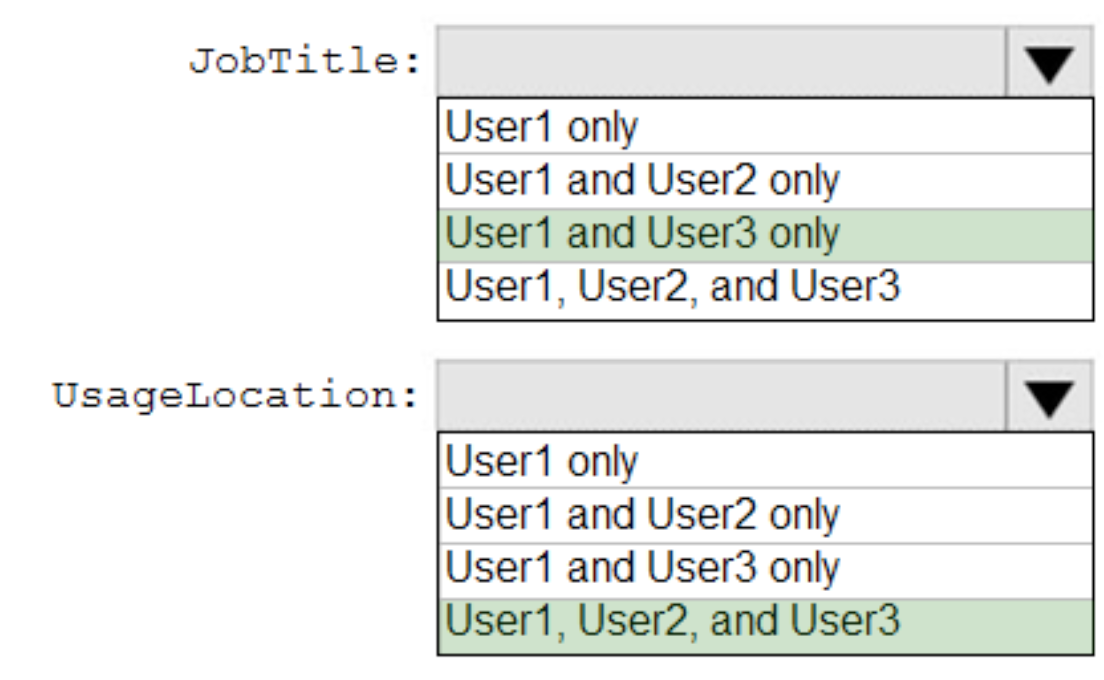 JobTitle:
User1 only
User1 and User2 only
User1 and User3 only
User1, User2, and User3
UsageLocation:
User1 only
User1 and User2 only
User1 and User3 only
User1, User2, and User3